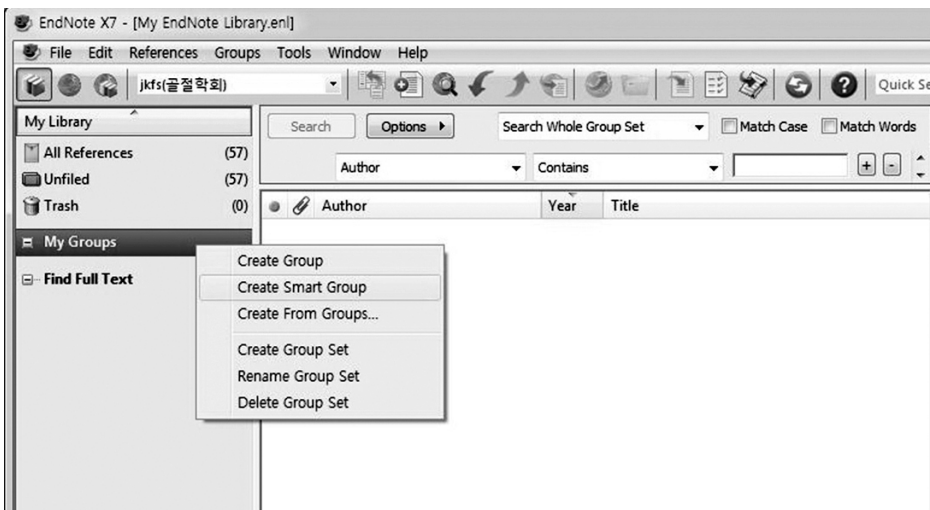 EndNote X7 - [My EndNote Library.enl]
File Edit References Groups Tools Window Help
jkfs(골절학회)
Quick Se
My Library
Search Options Search Whole Group Set Match Case Match Words
All References (57)
Author Contains + -
Unfiled (57)
Trash (0)
Author Year Title
My Groups
Create Group
Find Full Text
Create Smart Group
Create From Groups...
Create Group Set
Rename Group Set
Delete Group Set